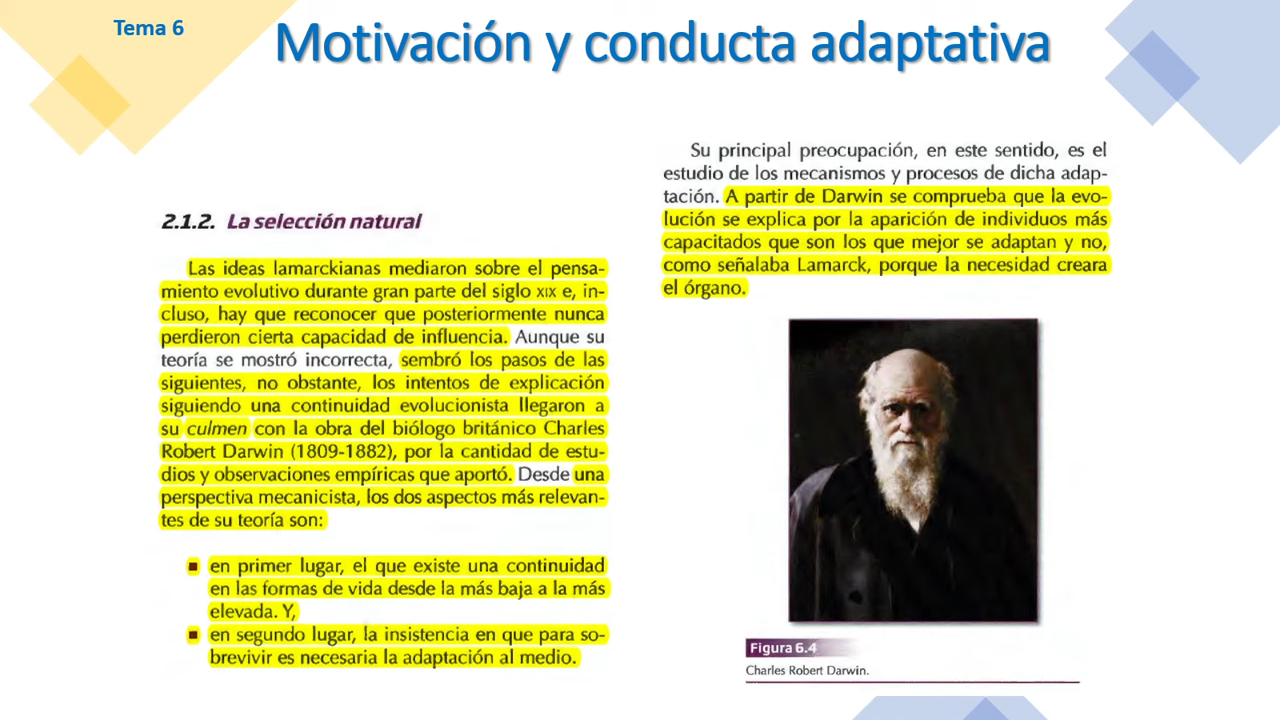 Tema 6
Motivación y conducta adaptativa
2.1.2. La selección natural
Las ideas lamarckianas mediaron sobre el pensa-
miento evolutivo durante gran parte del siglo XIX e, in-
cluso, hay que reconocer que posteriormente nunca
perdieron cierta capacidad de influencia. Aunque su
teoría se mostró incorrecta, sembró los pasos de las
siguientes, no obstante, los intentos de explicación
siguiendo una continuidad evolucionista llegaron a
su culmen con la obra del biólogo británico Charles
Robert Darwin (1809-1882), por la cantidad de estu-
dios y observaciones empíricas que aportó. Desde una
perspectiva mecanicista, los dos aspectos más relevan-
tes de su teoría son:
■ en primer lugar, el que existe una continuidad
en las formas de vida desde la más baja a la más
elevada. Y,
■ en segundo lugar, la insistencia en que para so-
brevivir es necesaria la adaptación al medio.
Su principal preocupación, en este sentido, es el
estudio de los mecanismos y procesos de dicha adap-
tación. A partir de Darwin se comprueba que la evo-
lución se explica por la aparición de individuos más
capacitados que son los que mejor se adaptan y no,
como señalaba Lamarck, porque la necesidad creara
el órgano.
Figura 6.4
Charles Robert Darwin.